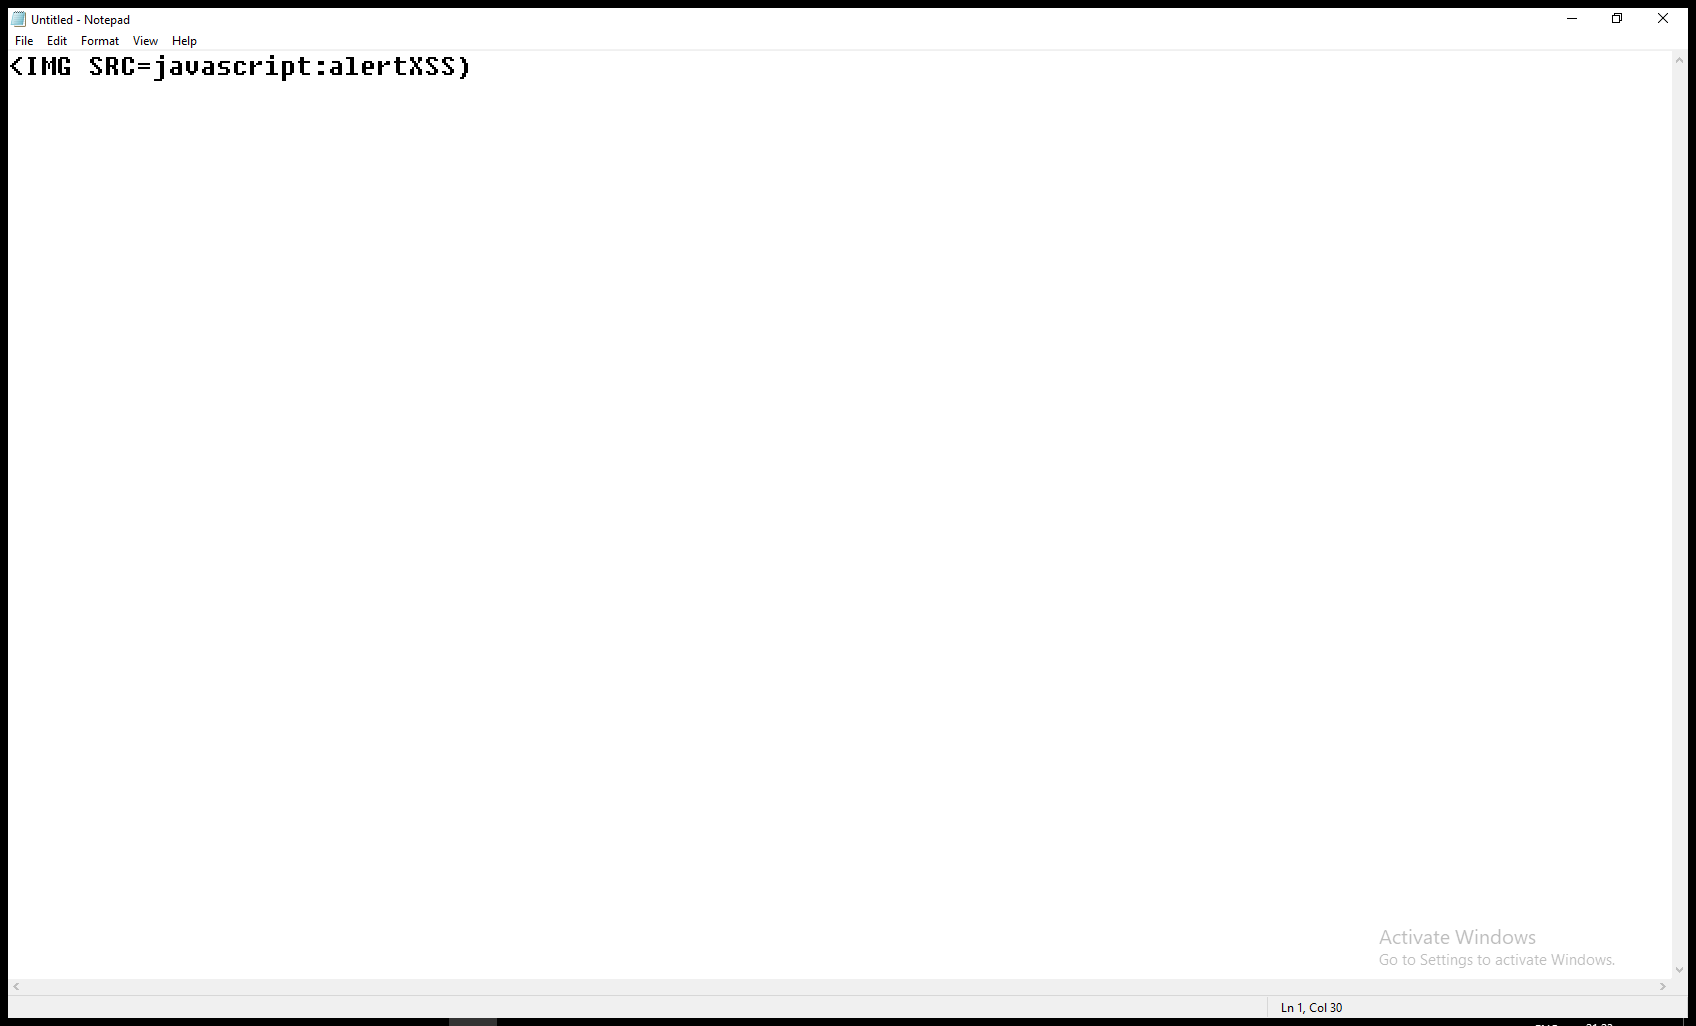 Untitled - Notepad
File Edit Format View Help
<IMG SRC=javascript:alertXSS)
Activate Windows
Go to Settings to activate Windows.
Ln 1, Col 30